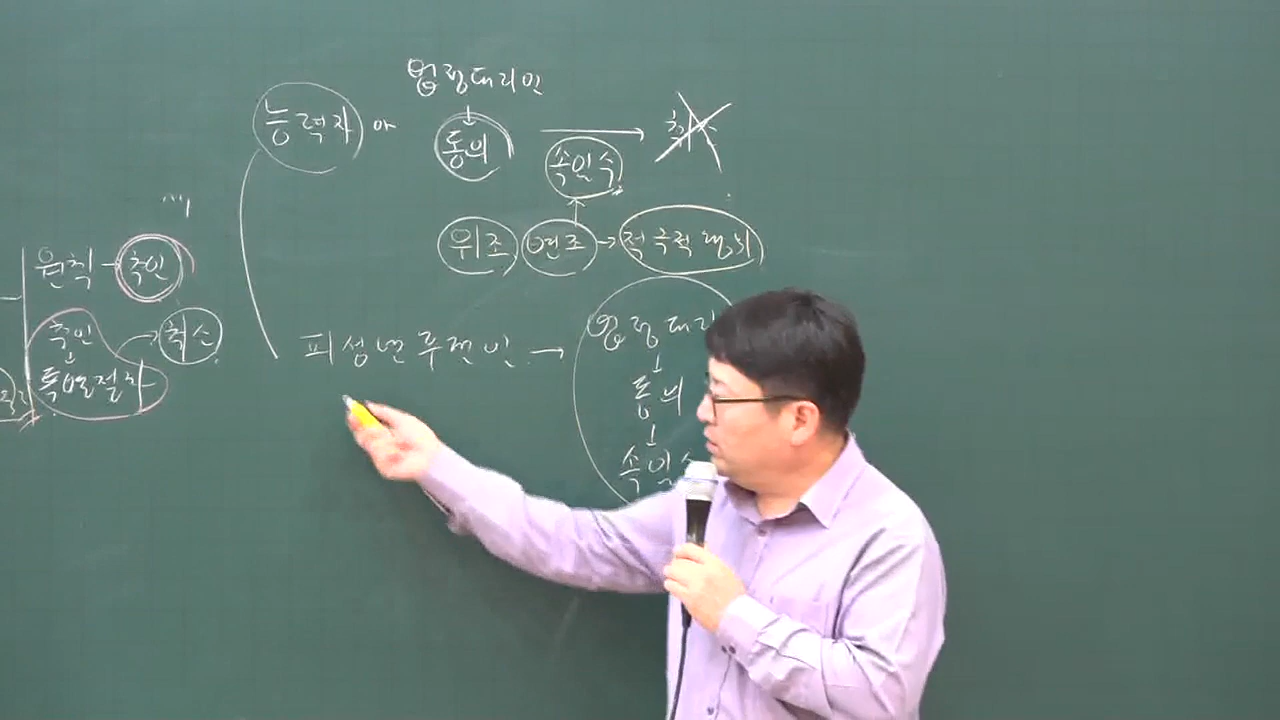 법정대리인
↓
능력자 or 동의 → 취소
속임수
↑
위조 변조 → 적극적 행위
원칙 - 추인
추인 → 취소
특별절차
피성년후견인 → 법정대리
↓
동의
↓
속임수